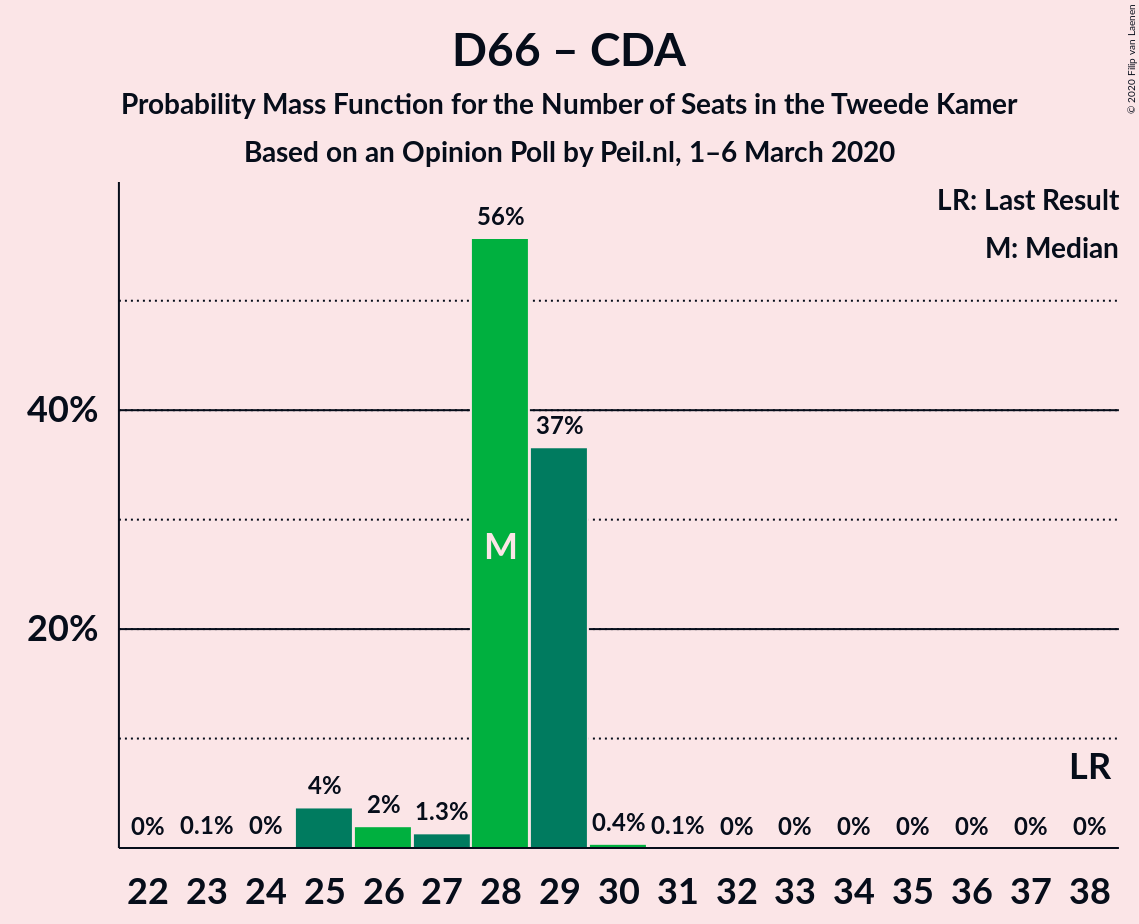 D66 – CDA
Probability Mass Function for the Number of Seats in the Tweede Kamer
Based on an Opinion Poll by Peil.nl, 1–6 March 2020
© 2020 Filip van Laenen
LR: Last Result
M: Median
56%
40%
37%
M
20%
LR
0% 0.1% 0% 4% 2% 1.3% 0.4% 0.1% 0% 0% 0% 0% 0% 0% 0%
22 23 24 25 26 27 28 29 30 31 32 33 34 35 36 37 38